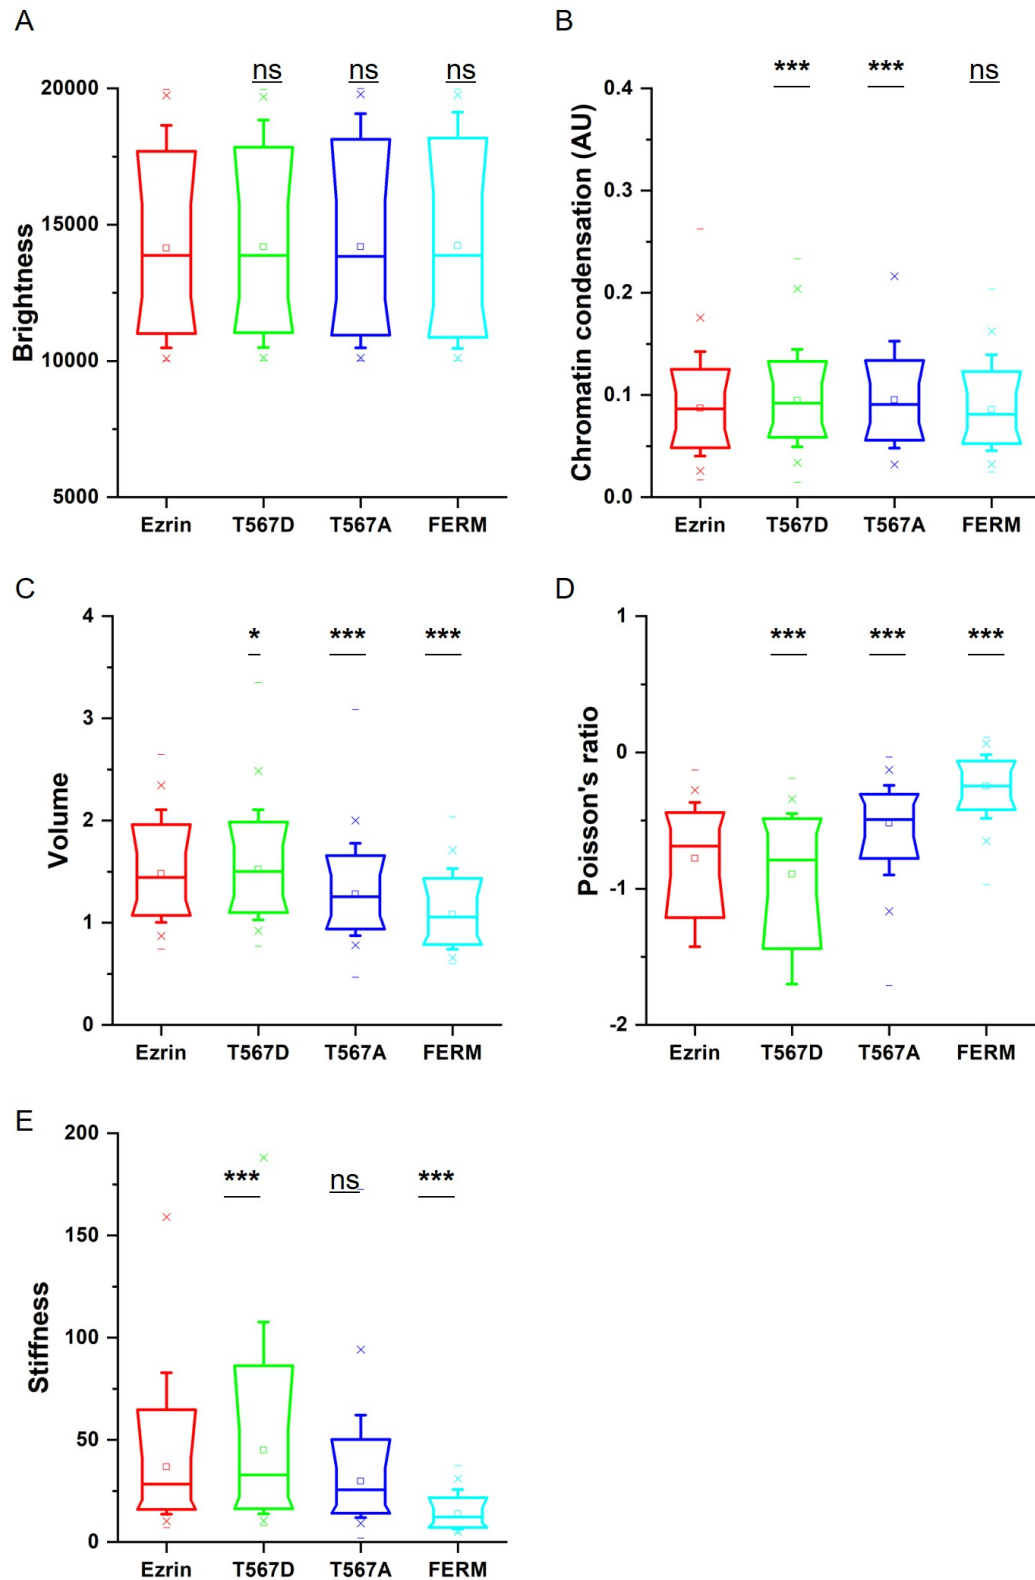 A
ns ns ns
20000
15000
10000
5000
Brightness
Ezrin T567D T567A FERM
B
*** *** ns
0.4
0.3
0.2
0.1
0.0
Chromatin condensation (AU)
Ezrin T567D T567A FERM
C
* *** ***
4
3
2
1
0
Volume
Ezrin T567D T567A FERM
D
*** *** ***
1
0
-1
-2
Poisson's ratio
Ezrin T567D T567A FERM
E
*** ns ***
200
150
100
50
0
Stiffness
Ezrin T567D T567A FERM